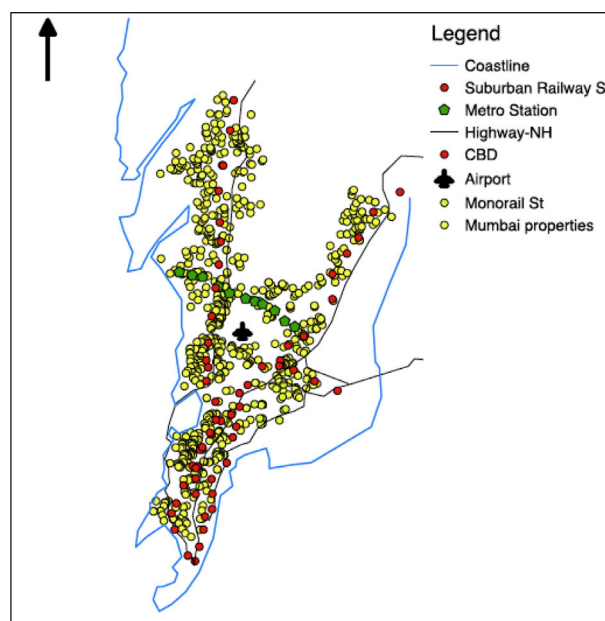 Legend
Coastline
Suburban Railway S
Metro Station
Highway-NH
CBD
Airport
Monorail St
Mumbai properties